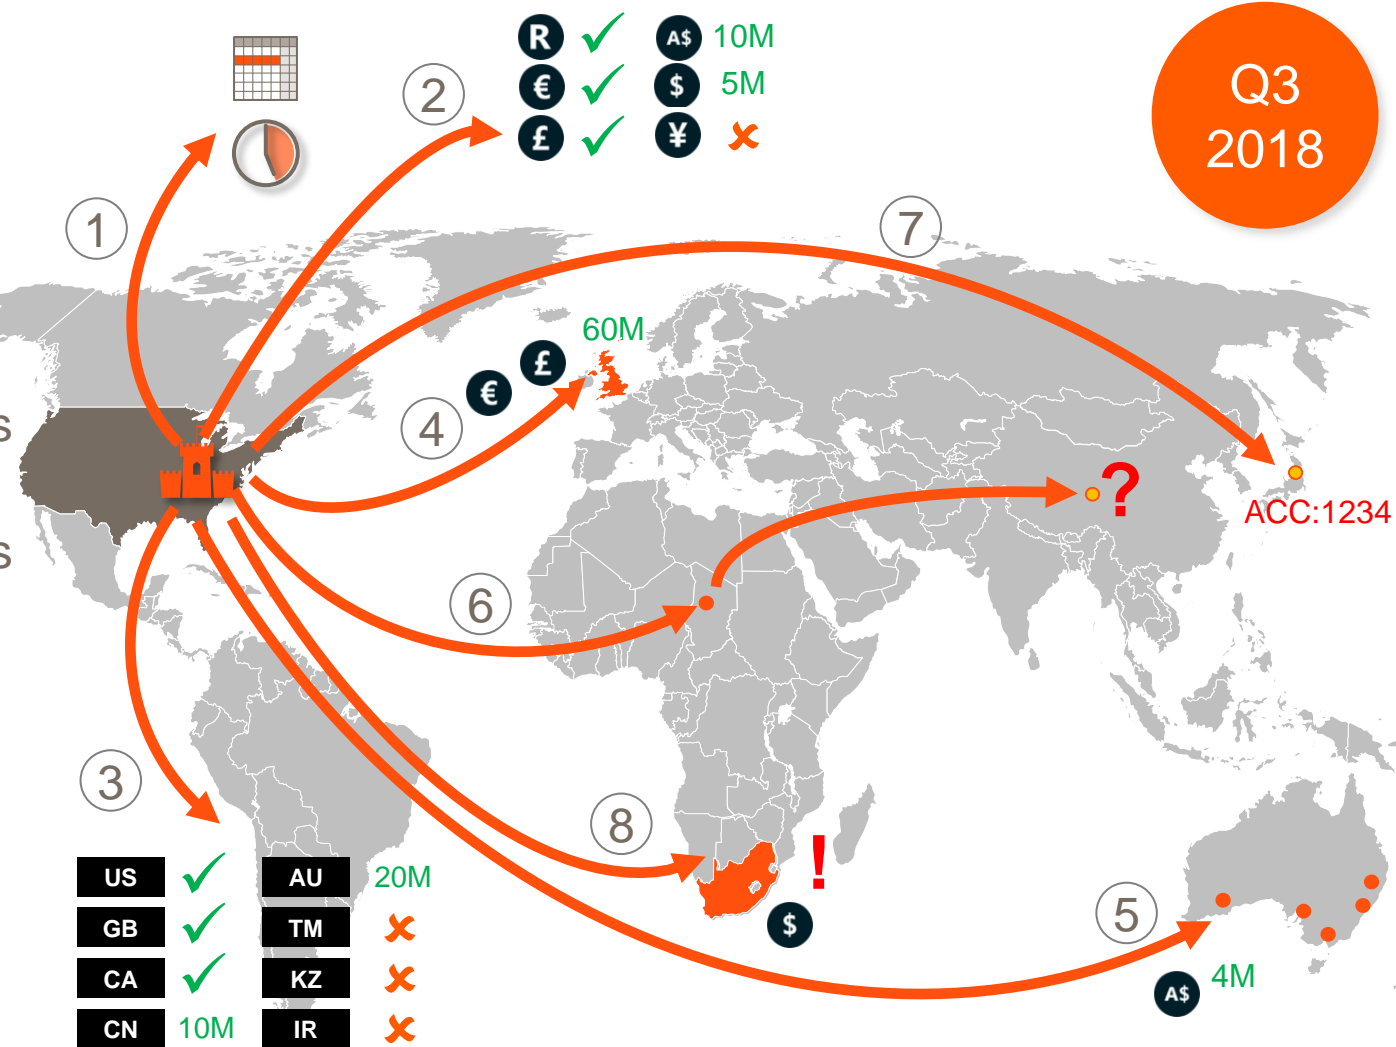 R
A$
10M
€
$
5M
£
¥
Q3
2018
2
1
7
60M
£
€
4
s
?
ACC:1234
s
6
3
8
!
US
AU
20M
GB
TM
$
5
CA
KZ
A$
4M
CN
10M
IR